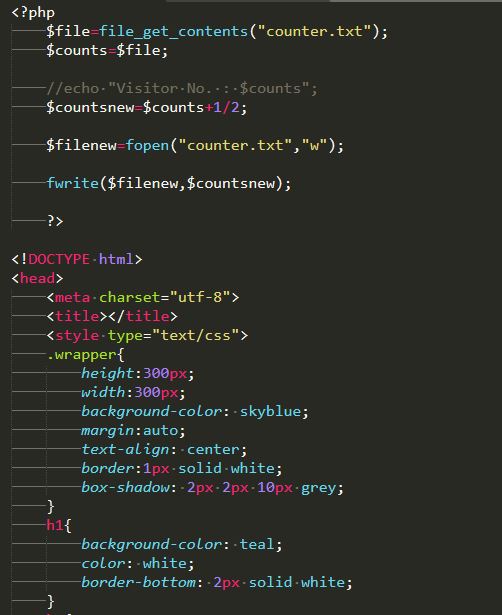 <?php
$file=file_get_contents("counter.txt");
$counts=$file;
//echo "Visitor No. : $counts";
$countsnew=$counts+1/2;
$filenew=fopen("counter.txt","w");
fwrite($filenew,$countsnew);
?>
<!DOCTYPE html>
<head>
<meta charset="utf-8">
<title></title>
<style type="text/css">
.wrapper{
height:300px;
width:300px;
background-color: skyblue;
margin:auto;
text-align: center;
border:1px solid white;
box-shadow: 2px 2px 10px grey;
}
h1{
background-color: teal;
color: white;
border-bottom: 2px solid white;
}